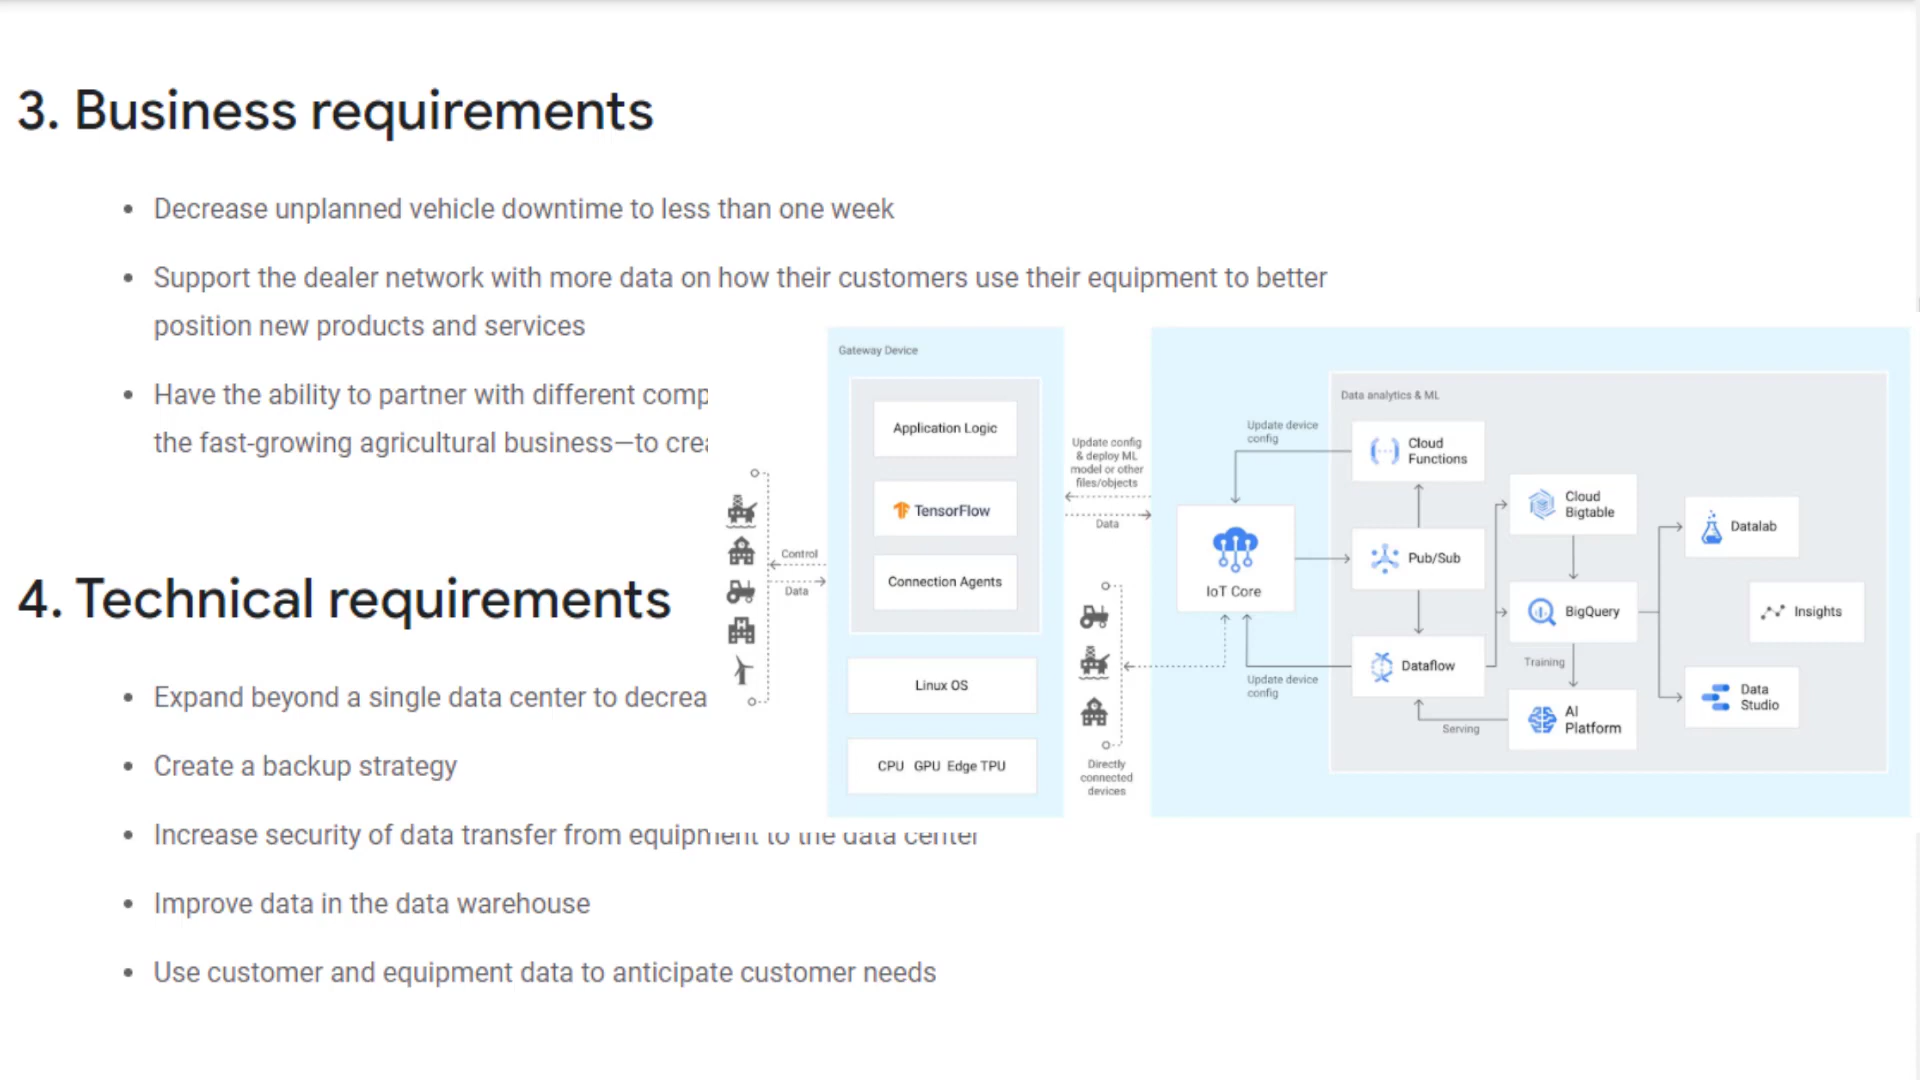 3. Business requirements
• Decrease unplanned vehicle downtime to less than one week
• Support the dealer network with more data on how their customers use their equipment to better
position new products and services
• Have the ability to partner with different comp
the fast-growing agricultural business—to crea
4. Technical requirements
• Expand beyond a single data center to decrea
• Create a backup strategy
• Increase security of data transfer from equipment to the data center
• Improve data in the data warehouse
• Use customer and equipment data to anticipate customer needs
Control
Data
Gateway Device
Application Logic
TensorFlow
Connection Agents
Linux OS
CPU GPU Edge TPU
Update config
& deploy ML
model or other
files/objects
Data
Directly
connected
devices
IoT Core
Update device
config
Update device
config
Data analytics & ML
Cloud
Functions
Pub/Sub
Dataflow
Cloud
Bigtable
BigQuery
Training
AI
Platform
Serving
Datalab
Insights
Data
Studio